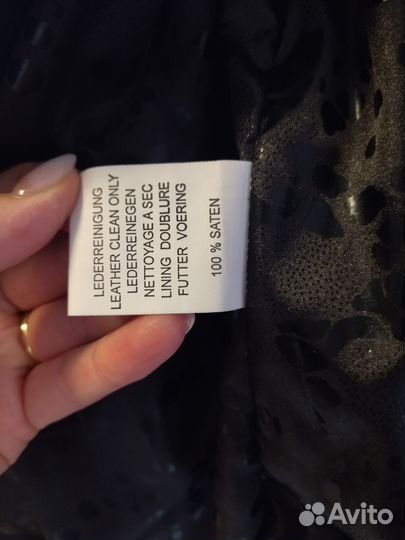 LEDERREINIGUNG
LEATHER CLEAN ONLY
LEDERREINEGEN
NETTOYAGE A SEC
LINING DOUBLURE
FUTTER VOERING
100 % SATEN
Avito